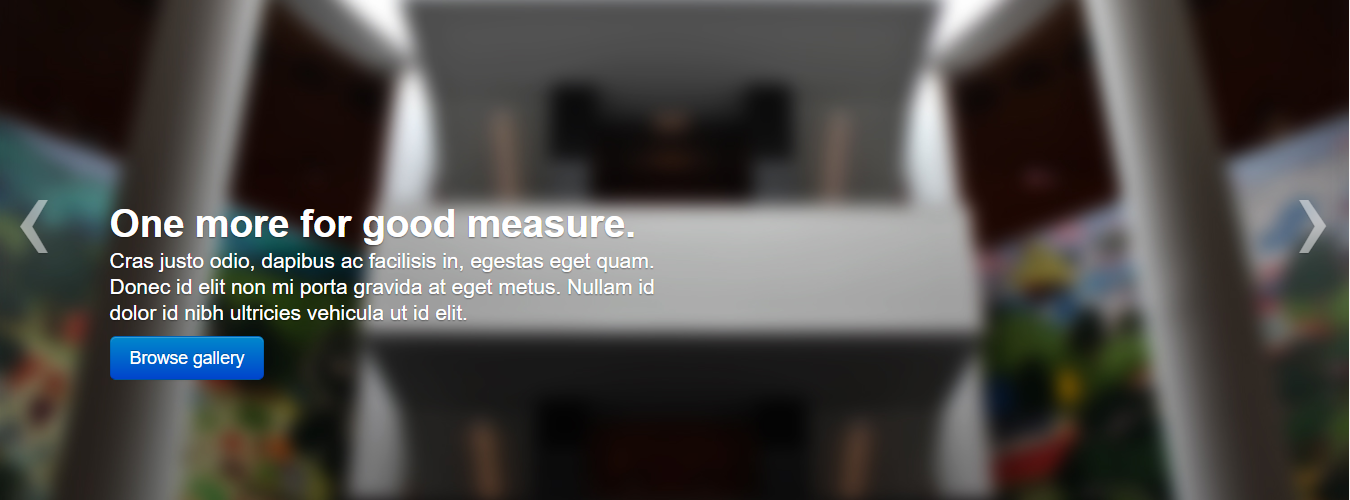 One more for good measure.
Cras justo odio, dapibus ac facilisis in, egestas eget quam.
Donec id elit non mi porta gravida at eget metus. Nullam id
dolor id nibh ultricies vehicula ut id elit.
Browse gallery